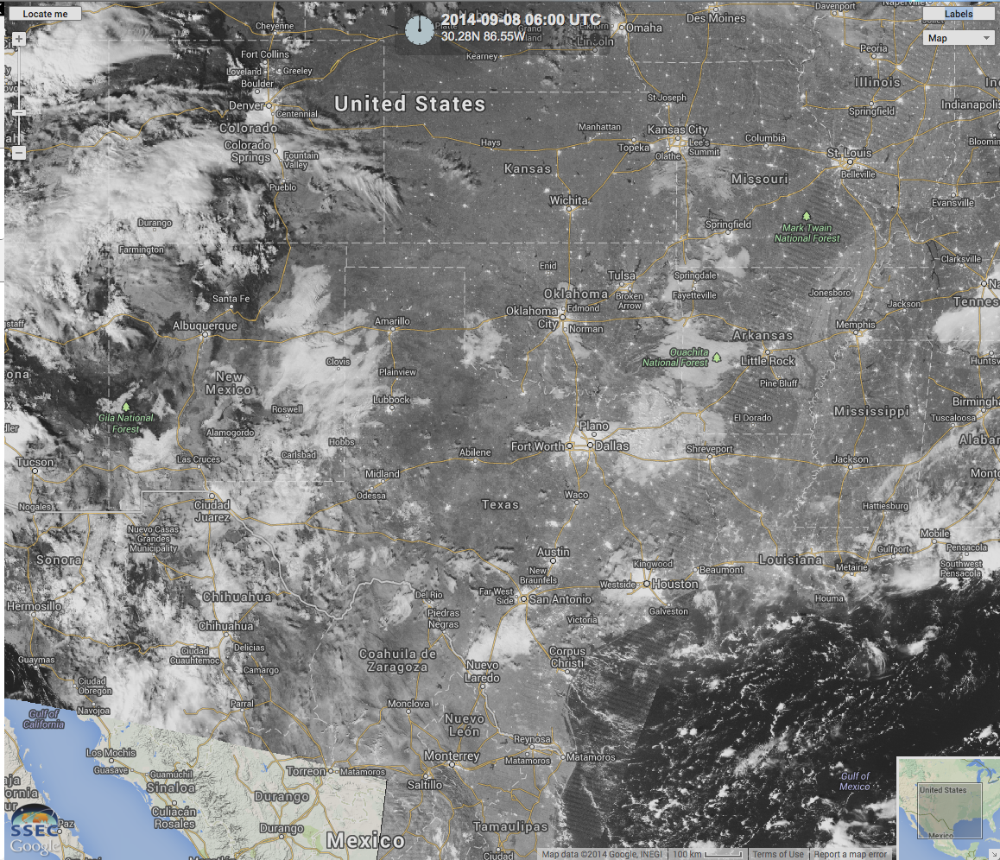 Locate me
2014-09-08 06:00 UTC
30.28N 86.55W
Labels
Map
Davenport
Des Moines
Omaha
Lincoln
Kearney
Cheyenne
Peoria
Fort Collins
Loveland
Greeley
Boulder
Illinois
St Joseph
Denver
Centennial
United States
Springfield
Indianapolis
Colorado
Manhattan
Kansas City
Hays
Topeka
Lee's
Summit
Columbia
Colorado
Springs
Olathe
St. Louis
Fountain
Valley
Kansas
Belleville
Missouri
Pueblo
Wichita
Evansville
Mark Twain
National Forest
Springfield
Durango
Farmington
Clarksville
Enid
Tulsa
Springdale
Santa Fe
Oklahoma
Broken
Arrow
Fayetteville
Jonesboro
Jackson
Oklahoma
City
Edmond
Albuquerque
Amarillo
Norman
Memphis
Arkansas
Ouachita
National Forest
Little Rock
Clovis
Plainview
Pine Bluff
New
Mexico
Lubbock
Roswell
Gila National
Forest
El Dorado
Mississippi
Tuscaloosa
Plano
Alamogordo
Hobbs
Carlsbad
Abilene
Fort Worth
Dallas
Shreveport
Las Cruces
Jackson
Tucson
Midland
Odessa
Waco
Ciudad
Juarez
Texas
Nogales
Hattiesburg
Nuevo Casas
Grandes
Municipality
Mobile
Austin
Gulfport
Pensacola
Sonora
New
Braunfels
Kingwood
Beaumont
Louisiana
Metairie
Southwest
Pensacola
Westside
Houston
Chihuahua
Del Rio
Far West
Side
San Antonio
Houma
Hermosillo
Galveston
Piedras
Negras
Victoria
Chihuahua
Ciudad
Cuauhtemoc
Delicias
Coahuila de
Zaragoza
Corpus
Christi
Guaymas
Camargo
Nuevo
Laredo
Ciudad
Obregon
Navojoa
Parral
Monclova
Gulf of
California
Nuevo
León
Reynosa
Los Mochis
Monterrey
Matamoros
Matamoros
Guasave
Guamúchil
Torreon
Matamoros
Sinaloa
Saltillo
Gulf of
Mexico
United States
Durango
Culiacán
Rosales
SSEC
Paz
Durango
Tamaulipas
Google
Mexico
Mexico
Ciudad
Map data ©2014 Google, INEGI
100 km
Terms of Use
Report a map error